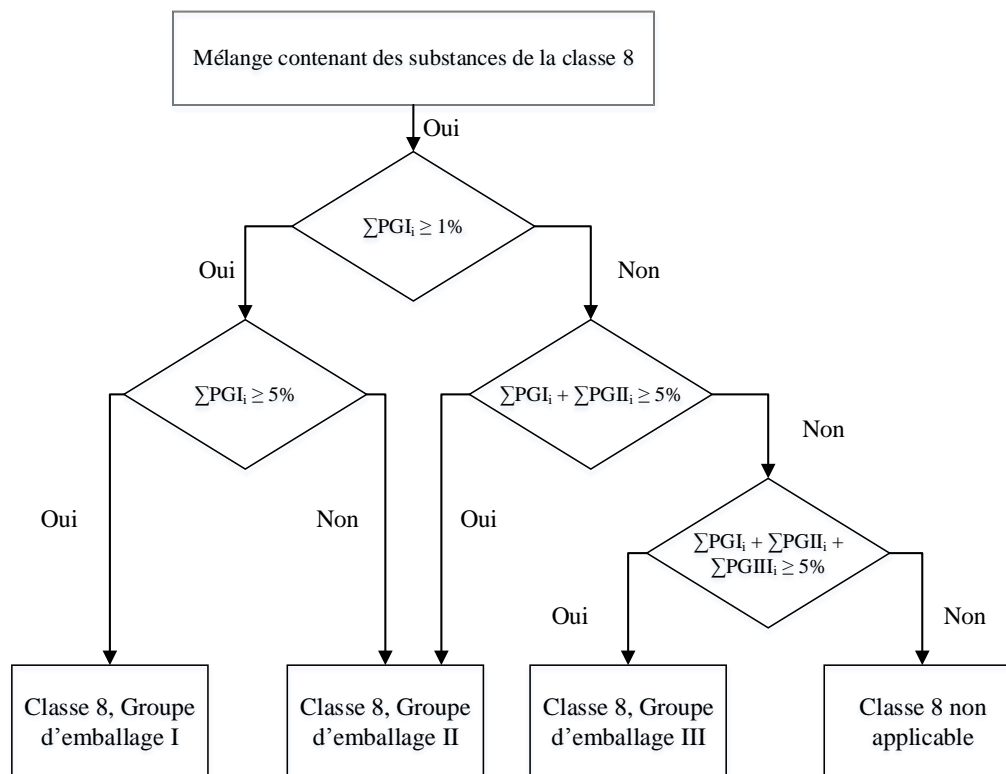 Mélange contenant des substances de la classe 8
Oui
∑PGIᵢ ≥ 1%
Oui
Non
∑PGIᵢ ≥ 5%
∑PGIᵢ + ∑PGIIᵢ ≥ 5%
Non
Oui
Non
Oui
∑PGIᵢ + ∑PGIIᵢ +
∑PGIIIᵢ ≥ 5%
Oui
Non
Classe 8, Groupe
d’emballage I
Classe 8, Groupe
d’emballage II
Classe 8, Groupe
d’emballage III
Classe 8 non
applicable